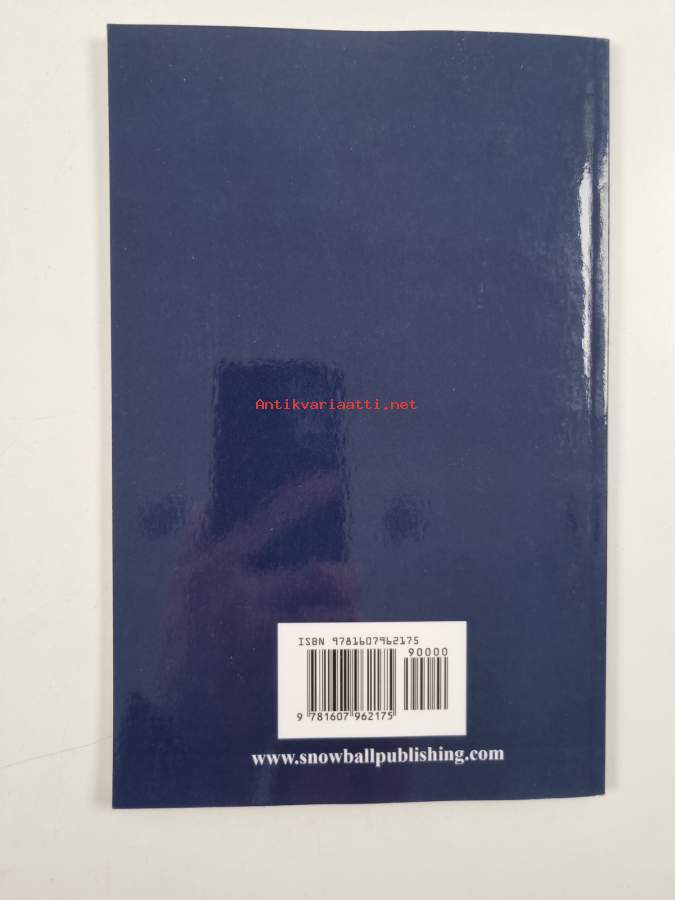 Antikvariaatti.net
ISBN 9781607962175
90000
9 781607 962175
www.snowballpublishing.com